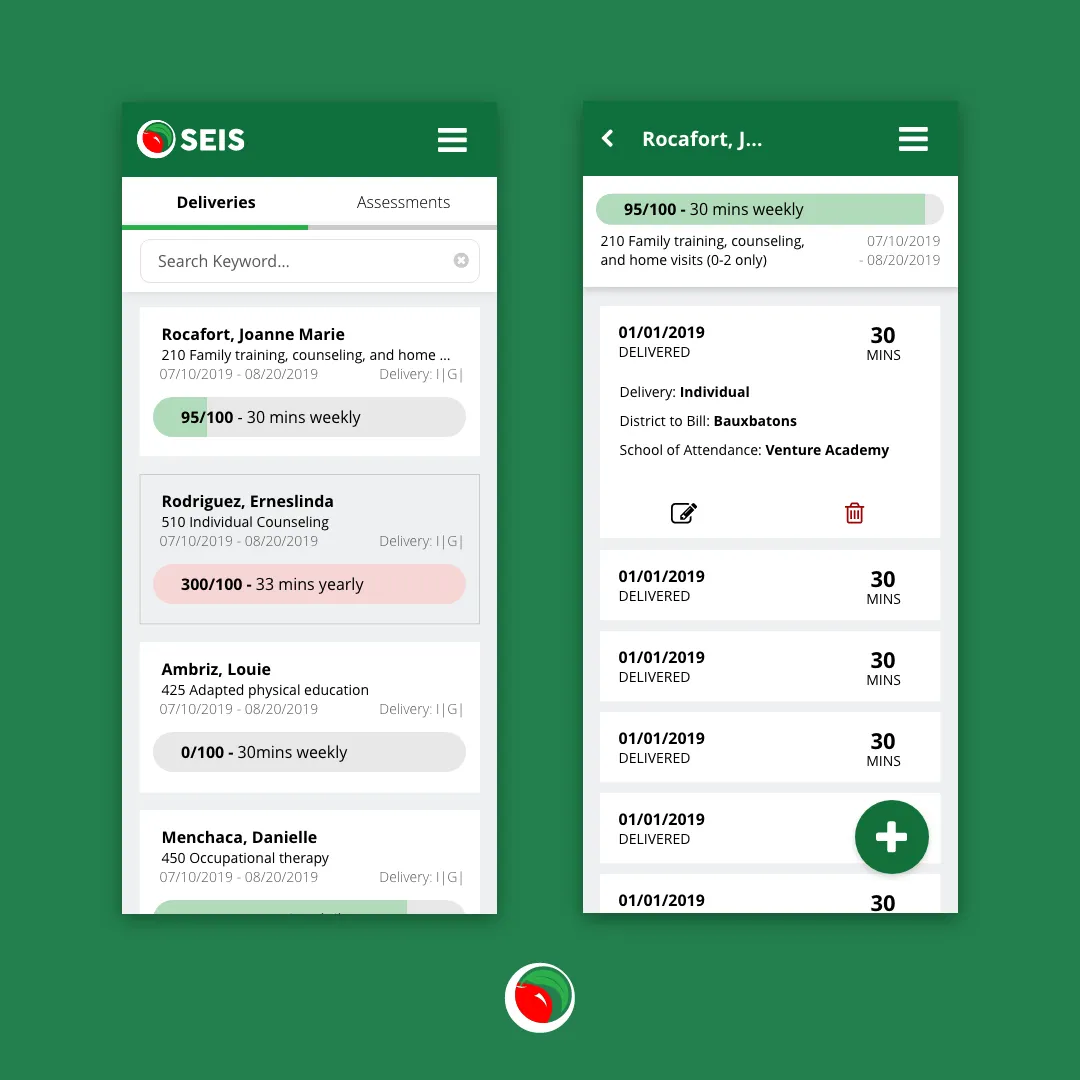 SEIS
Deliveries
Assessments
Search Keyword...
Rocafort, Joanne Marie
210 Family training, counseling, and home ...
07/10/2019 - 08/20/2019 Delivery: I|G|
95/100 - 30 mins weekly
Rodriguez, Erneslinda
510 Individual Counseling
07/10/2019 - 08/20/2019 Delivery: I|G|
300/100 - 33 mins yearly
Ambriz, Louie
425 Adapted physical education
07/10/2019 - 08/20/2019 Delivery: I|G|
0/100 - 30mins weekly
Menchaca, Danielle
450 Occupational therapy
07/10/2019 - 08/20/2019 Delivery: I|G|
Rocafort, J...
95/100 - 30 mins weekly
210 Family training, counseling, 07/10/2019
and home visits (0-2 only) - 08/20/2019
01/01/2019 30
DELIVERED MINS
Delivery: Individual
District to Bill: Bauxbatons
School of Attendance: Venture Academy
01/01/2019 30
DELIVERED MINS
01/01/2019 30
DELIVERED MINS
01/01/2019 30
DELIVERED MINS
01/01/2019
DELIVERED
01/01/2019 30